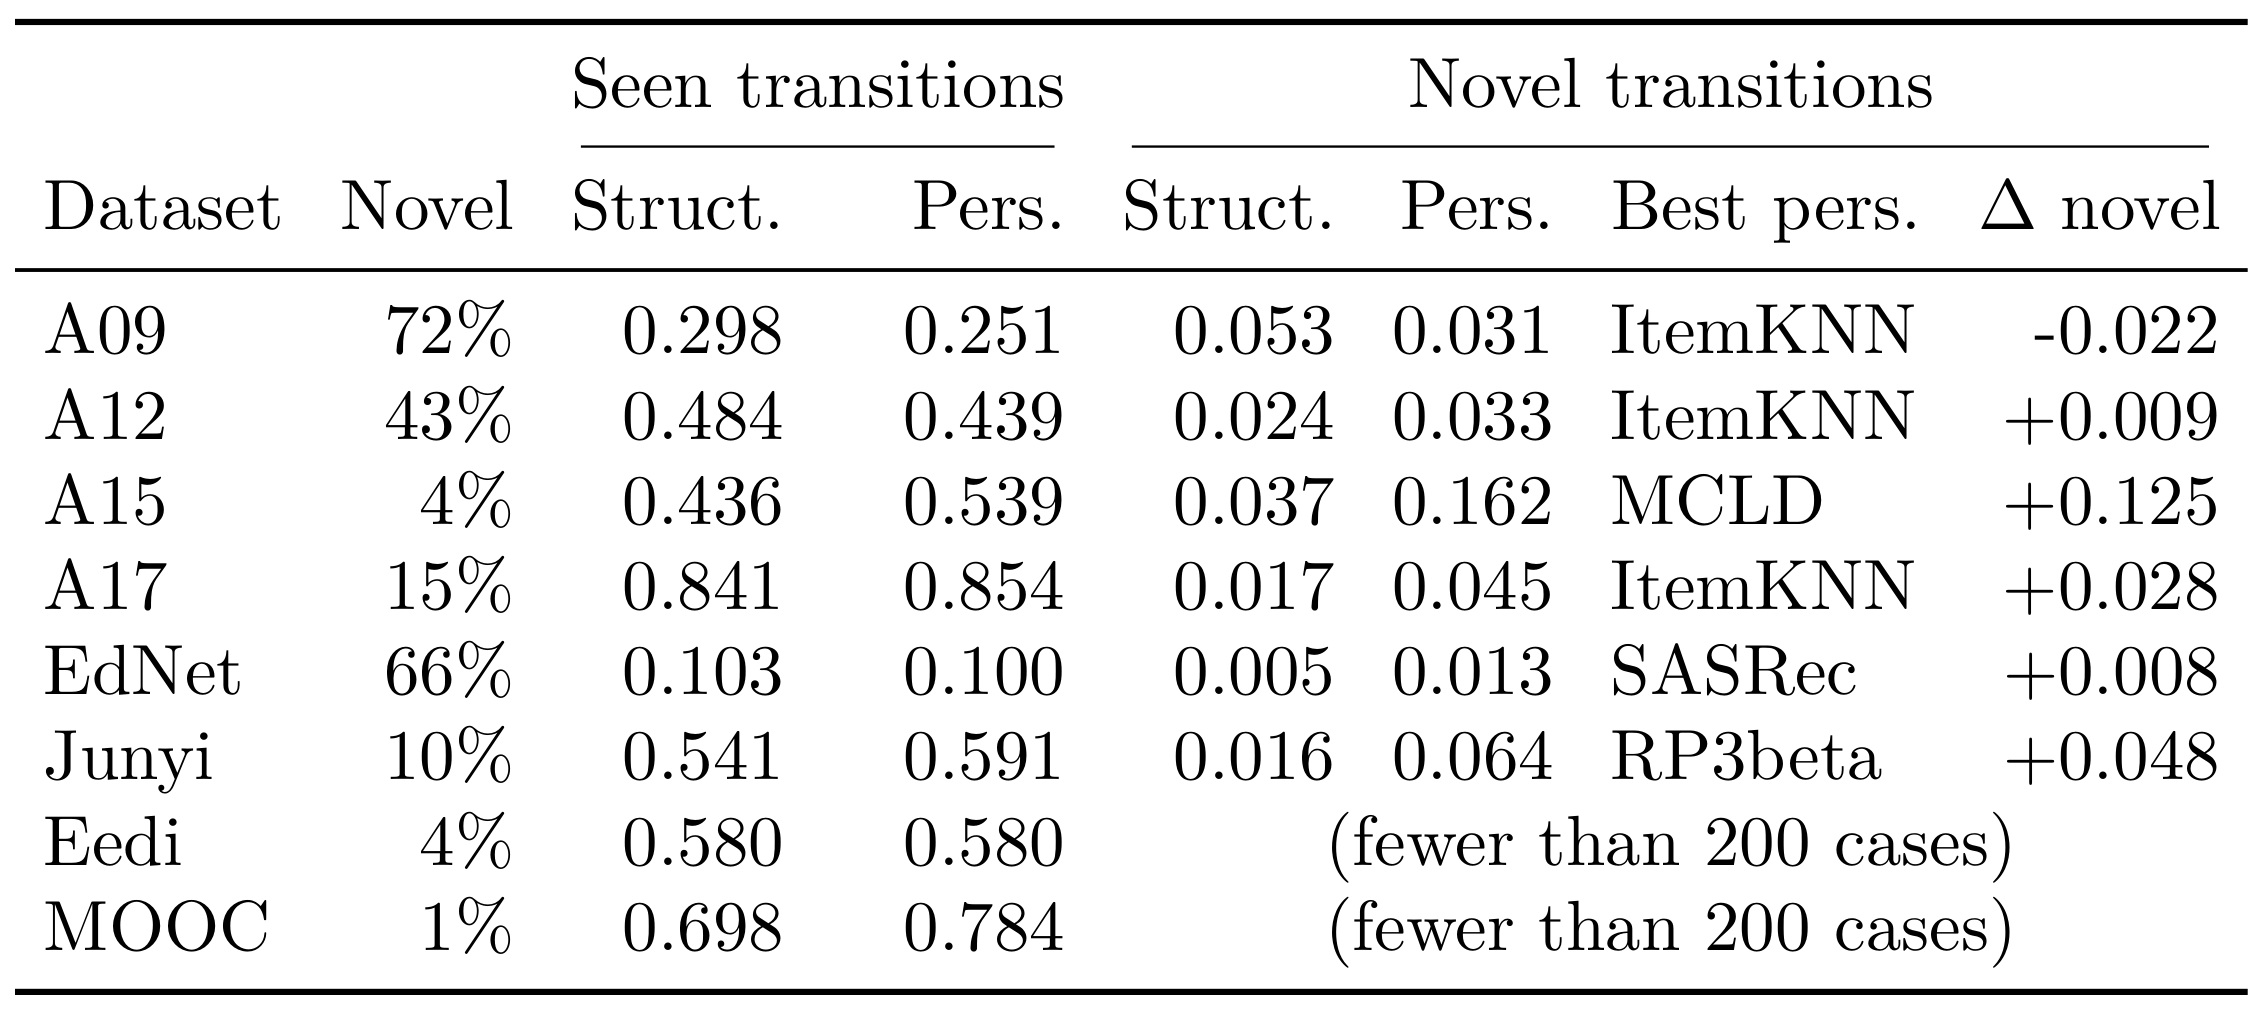 Seen transitions Novel transitions
Dataset Novel Struct. Pers. Struct. Pers. Best pers. Δ novel
A09 72% 0.298 0.251 0.053 0.031 ItemKNN -0.022
A12 43% 0.484 0.439 0.024 0.033 ItemKNN +0.009
A15 4% 0.436 0.539 0.037 0.162 MCLD +0.125
A17 15% 0.841 0.854 0.017 0.045 ItemKNN +0.028
EdNet 66% 0.103 0.100 0.005 0.013 SASRec +0.008
Junyi 10% 0.541 0.591 0.016 0.064 RP3beta +0.048
Eedi 4% 0.580 0.580 (fewer than 200 cases)
MOOC 1% 0.698 0.784 (fewer than 200 cases)